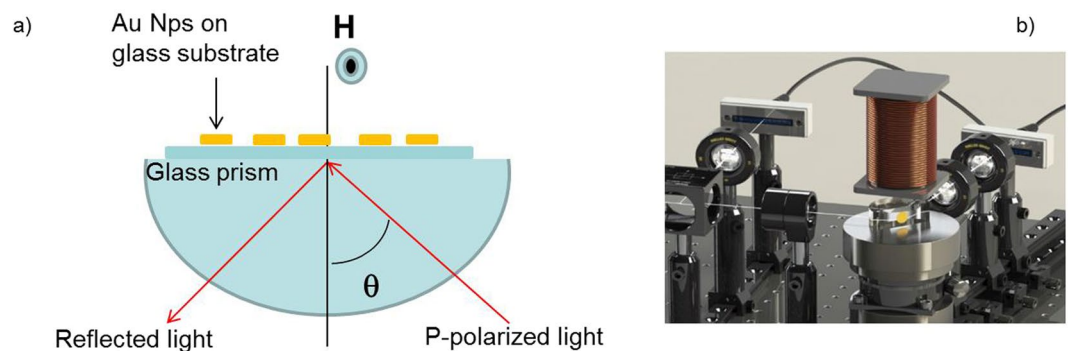 a)
Au Nps on
glass substrate
H
Glass prism
θ
Reflected light
P-polarized light
b)